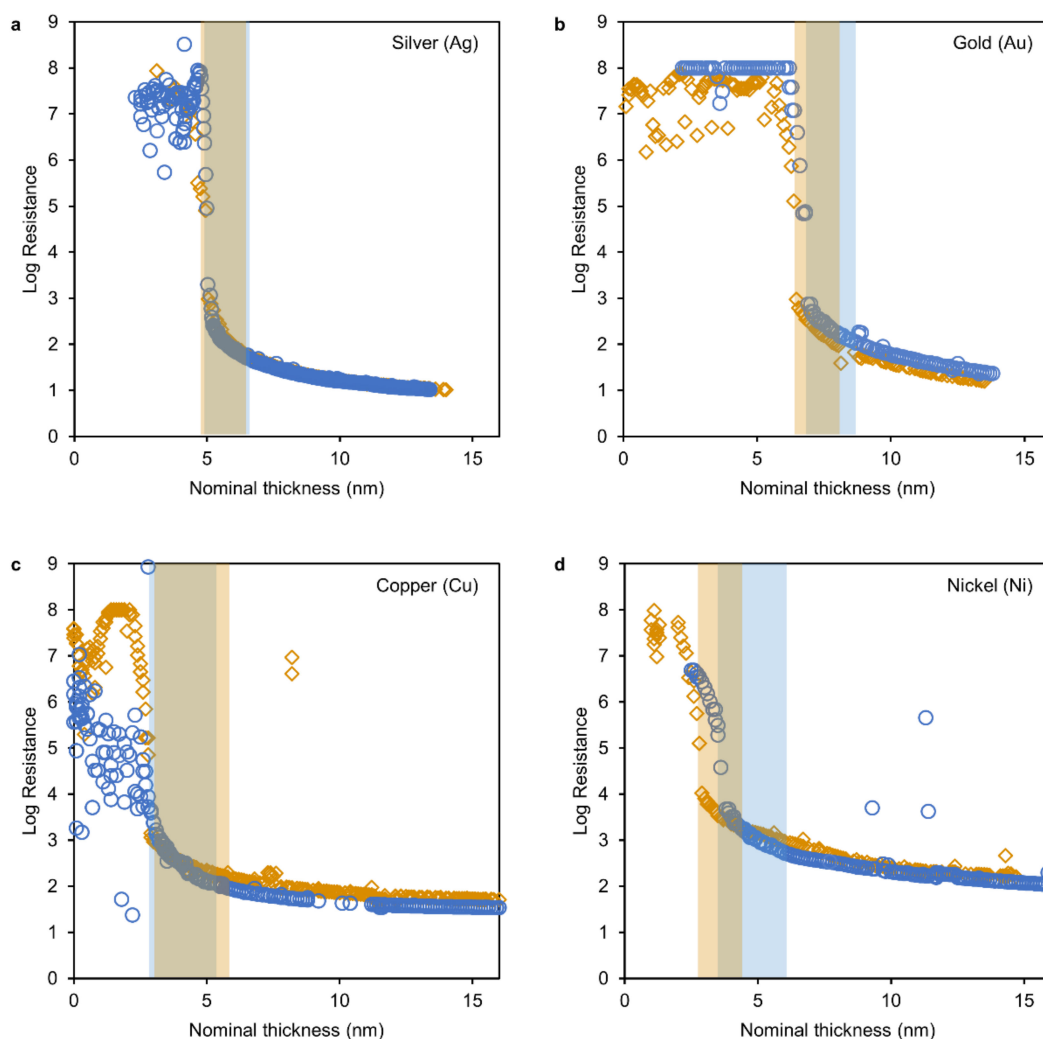 a
Silver (Ag)
9
8
7
6
5
4
3
2
1
0
Log Resistance
0 5 10 15
Nominal thickness (nm)
b
Gold (Au)
9
8
7
6
5
4
3
2
1
0
Log Resistance
0 5 10 15
Nominal thickness (nm)
c
Copper (Cu)
9
8
7
6
5
4
3
2
1
0
Log Resistance
0 5 10 15
Nominal thickness (nm)
d
Nickel (Ni)
9
8
7
6
5
4
3
2
1
0
Log Resistance
0 5 10 15
Nominal thickness (nm)